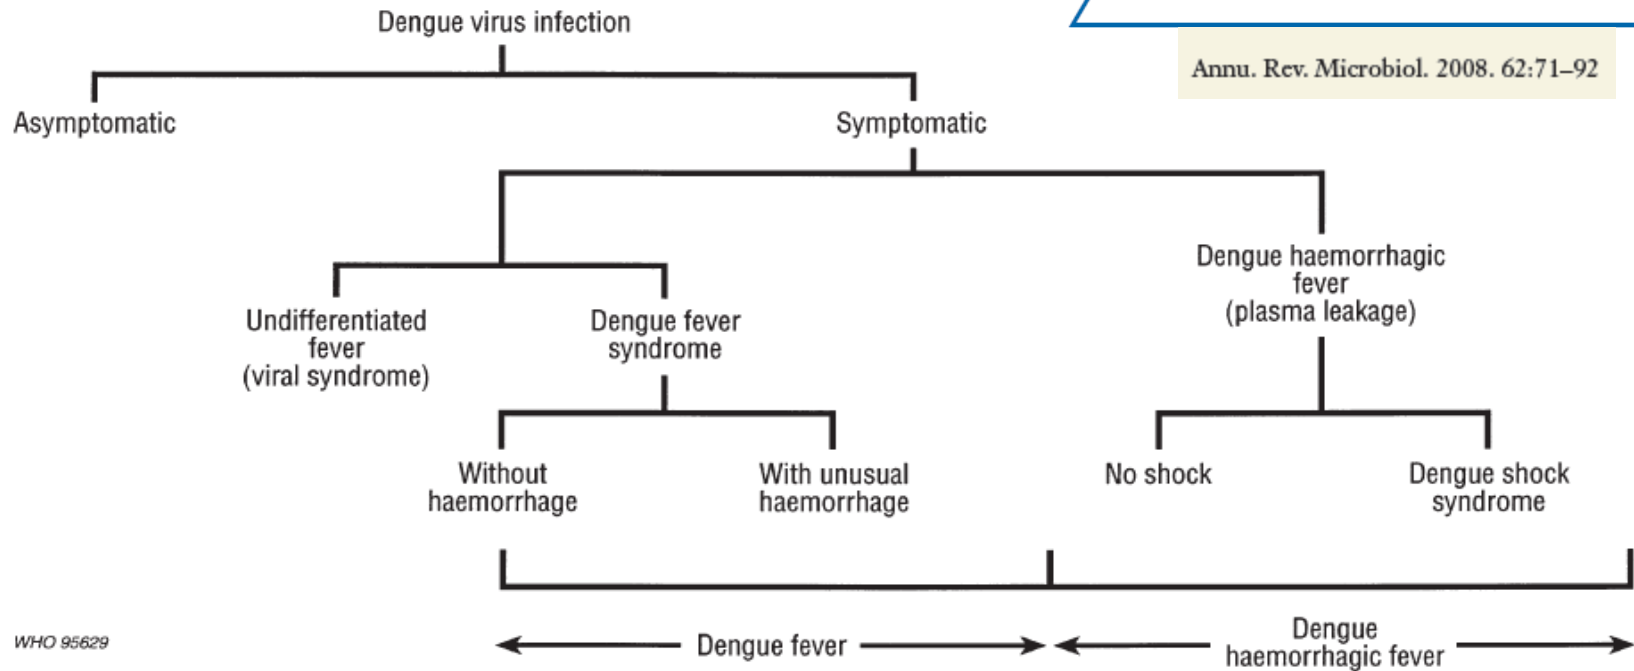 Dengue virus infection
Annu. Rev. Microbiol. 2008. 62:71–92
Asymptomatic
Symptomatic
Dengue haemorrhagic
fever
(plasma leakage)
Undifferentiated
fever
(viral syndrome)
Dengue fever
syndrome
Without
haemorrhage
With unusual
haemorrhage
No shock
Dengue shock
syndrome
WHO 95629
Dengue fever
Dengue
haemorrhagic fever